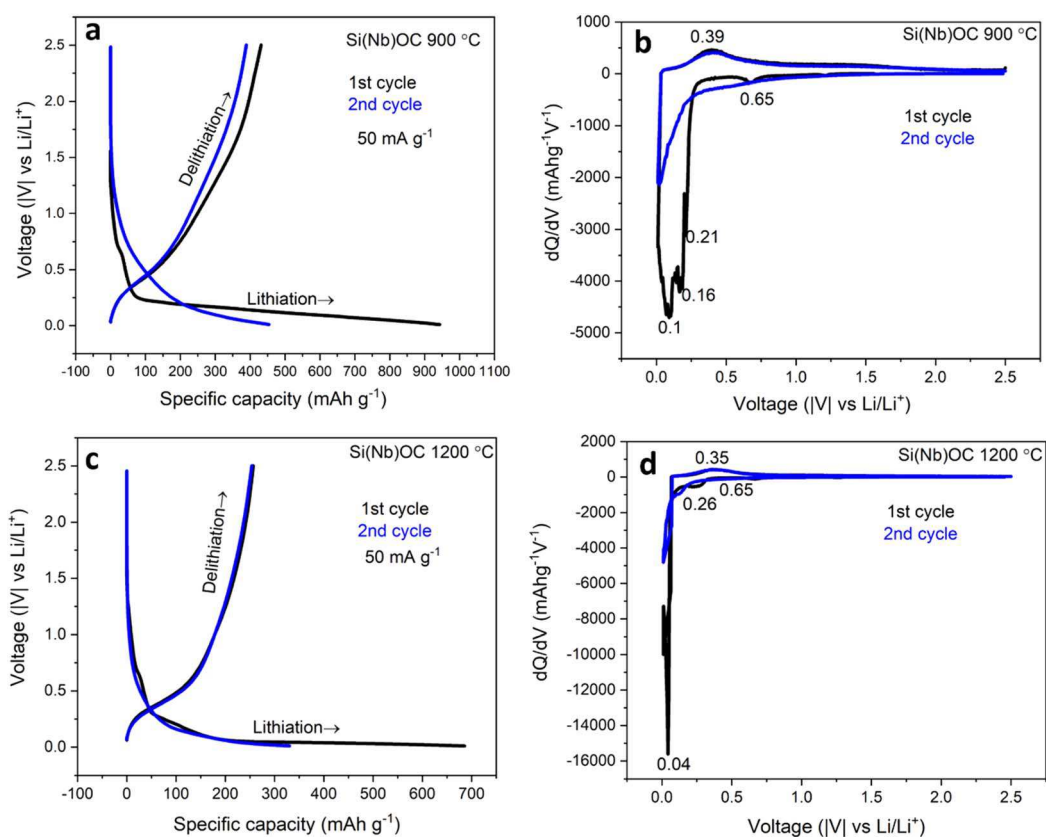 a
Si(Nb)OC 900 °C
1st cycle
2nd cycle
50 mA g⁻¹
Delithiation→
Lithiation→
2.5
2.0
1.5
1.0
0.5
0.0
-100 0 100 200 300 400 500 600 700 800 900 1000 1100
Voltage (|V| vs Li/Li⁺)
Specific capacity (mAh g⁻¹)
b
Si(Nb)OC 900 °C
0.39
0.65
1st cycle
2nd cycle
0.21
0.16
0.1
1000
0
-1000
-2000
-3000
-4000
-5000
0.0 0.5 1.0 1.5 2.0 2.5
dQ/dV (mAhg⁻¹V⁻¹)
Voltage (|V| vs Li/Li⁺)
c
Si(Nb)OC 1200 °C
1st cycle
2nd cycle
50 mA g⁻¹
Delithiation→
Lithiation→
2.5
2.0
1.5
1.0
0.5
0.0
-100 0 100 200 300 400 500 600 700
Voltage (|V| vs Li/Li⁺)
Specific capacity (mAh g⁻¹)
d
Si(Nb)OC 1200 °C
0.35
0.65
0.26
1st cycle
2nd cycle
0.04
2000
0
-2000
-4000
-6000
-8000
-10000
-12000
-14000
-16000
0.0 0.5 1.0 1.5 2.0 2.5
dQ/dV (mAhg⁻¹V⁻¹)
Voltage (|V| vs Li/Li⁺)